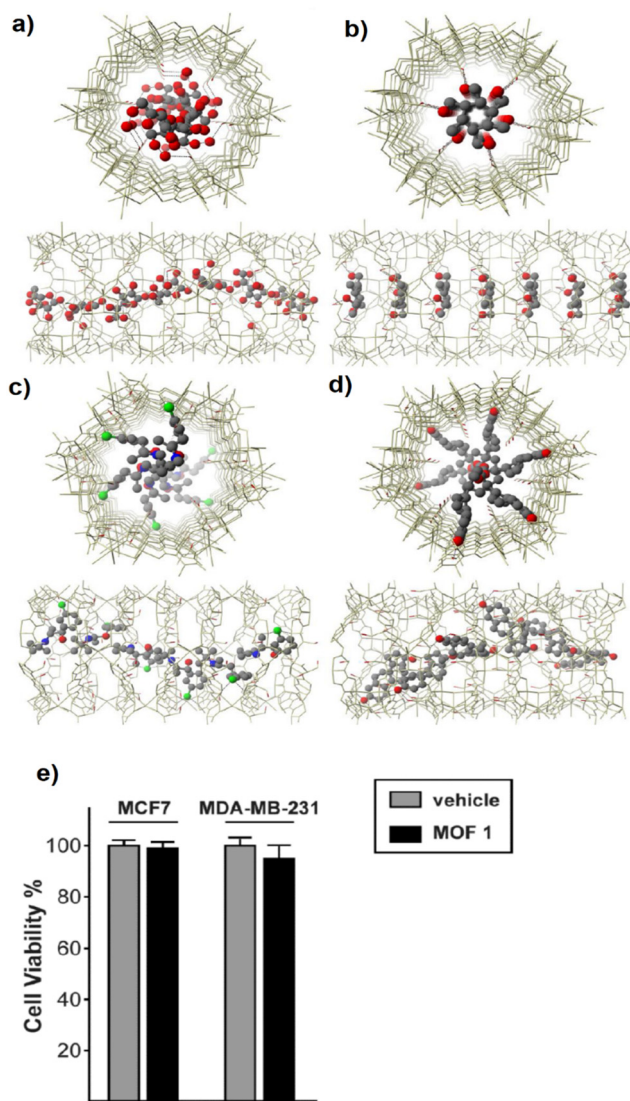 a)
b)
c)
d)
e)
MCF7 MDA-MB-231
vehicle
MOF 1
Cell Viability %
100
80
60
40
20